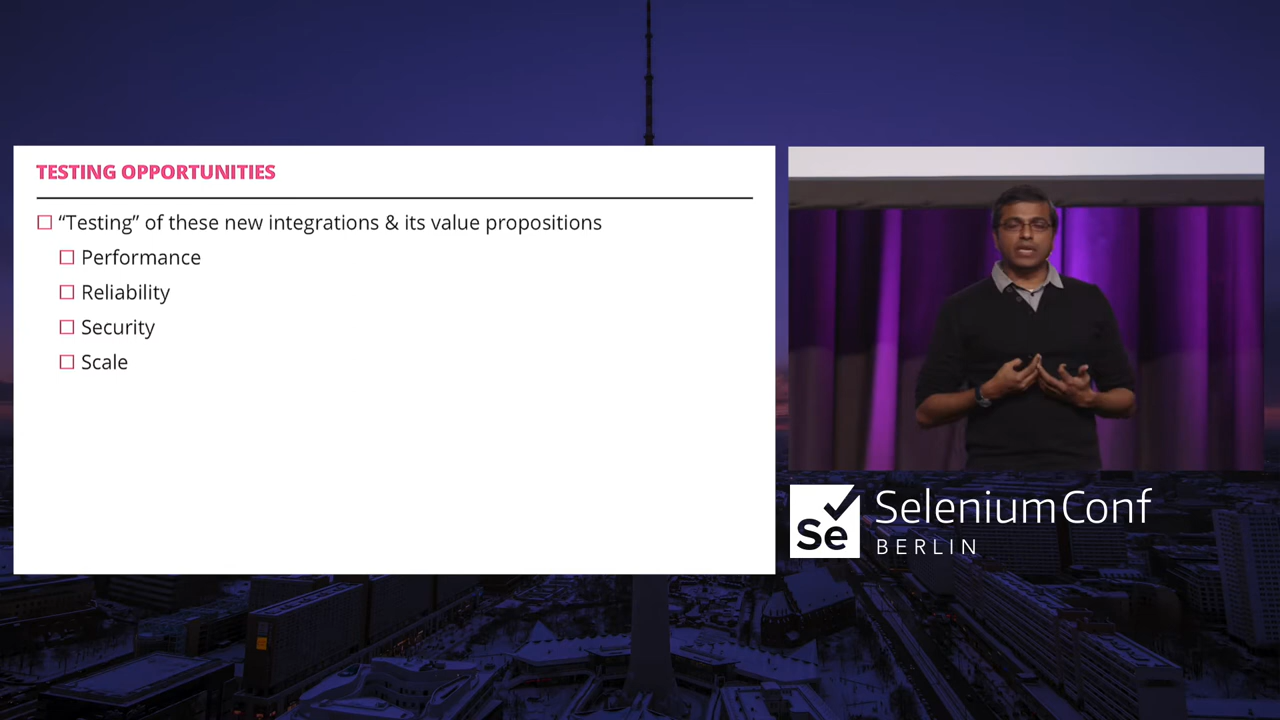 TESTING OPPORTUNITIES
“Testing” of these new integrations & its value propositions
Performance
Reliability
Security
Scale
Se
SeleniumConf
BERLIN